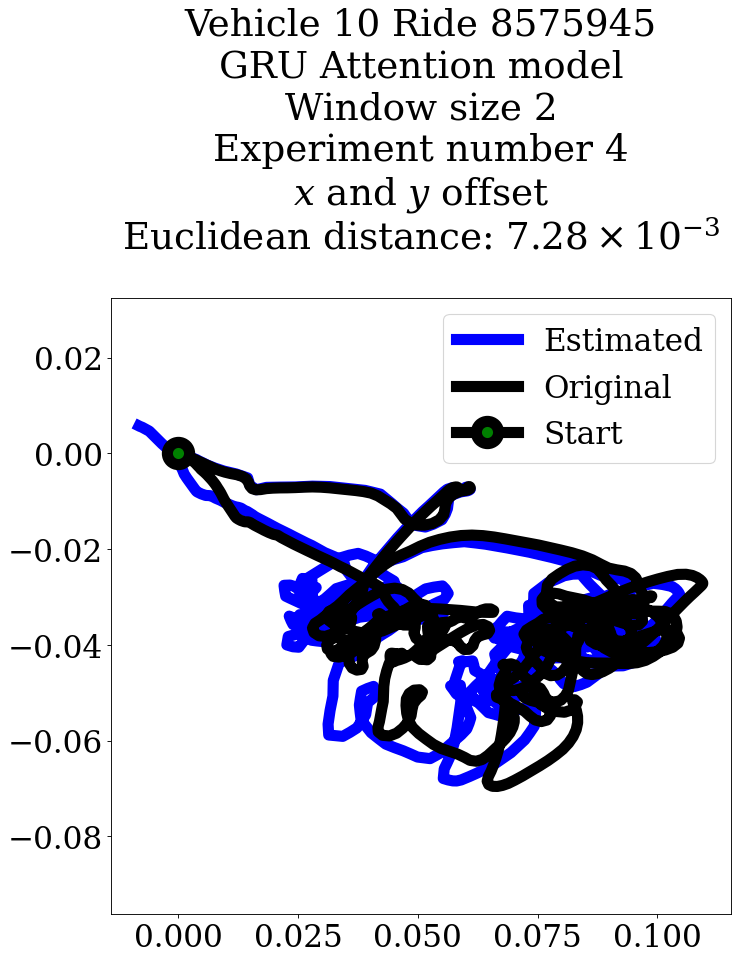 Vehicle 10 Ride 8575945
GRU Attention model
Window size 2
Experiment number 4
x and y offset
Euclidean distance: 7.28 × 10⁻³
Estimated
Original
Start
0.02
0.00
−0.02
−0.04
−0.06
−0.08
0.000 0.025 0.050 0.075 0.100